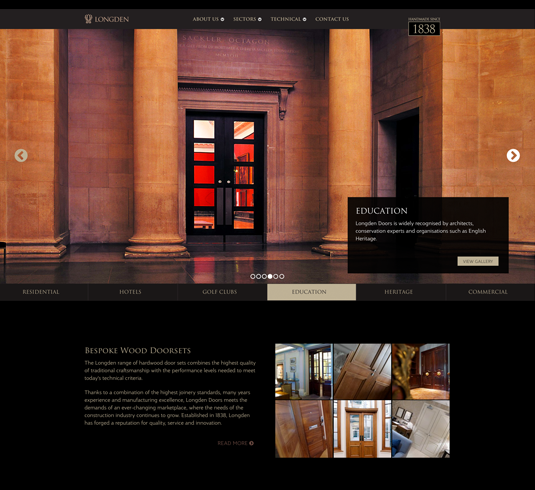 LONGDEN
ABOUT US
SECTORS
TECHNICAL
CONTACT US
HANDMADE SINCE
1838
EDUCATION
Longden Doors is widely recognised by architects,
conservation experts and organisations such as English
Heritage.
VIEW GALLERY
RESIDENTIAL
HOTELS
GOLF CLUBS
EDUCATION
HERITAGE
COMMERCIAL
Bespoke Wood Doorsets
The Longden range of hardwood door sets combines the highest quality
of traditional craftsmanship with the performance levels needed to meet
today's technical criteria.
Thanks to a combination of the highest joinery standards, many years
experience and manufacturing excellence, Longden Doors meets the
demands of an ever-changing marketplace, where the needs of the
construction industry continues to grow. Established in 1838, Longden
has forged a reputation for quality, service and innovation.
READ MORE